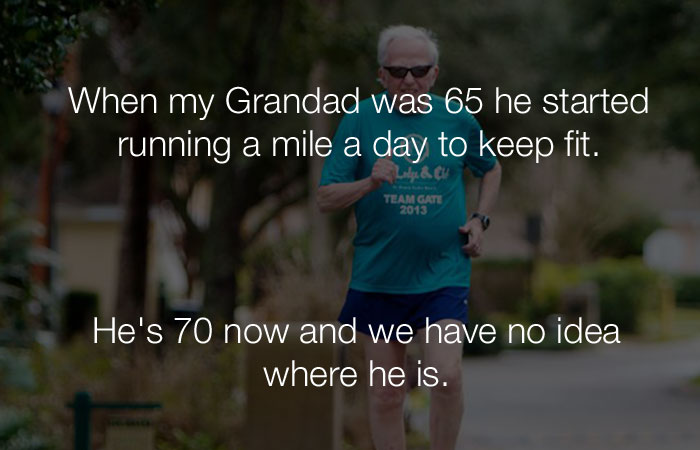 When my Grandad was 65 he started
running a mile a day to keep fit.
TEAM GATE
2013
He's 70 now and we have no idea
where he is.